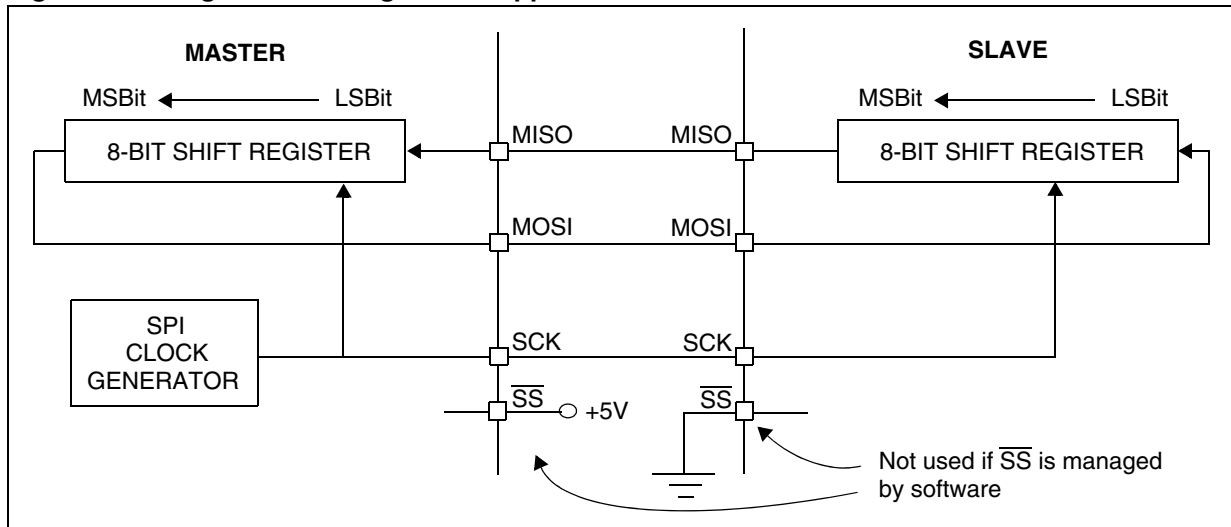 MASTER
SLAVE
MSBit
LSBit
MSBit
LSBit
8-BIT SHIFT REGISTER
MISO
MISO
8-BIT SHIFT REGISTER
MOSI
MOSI
SPI
CLOCK
GENERATOR
SCK
SCK
SS
+5V
SS
Not used if SS is managed
by software